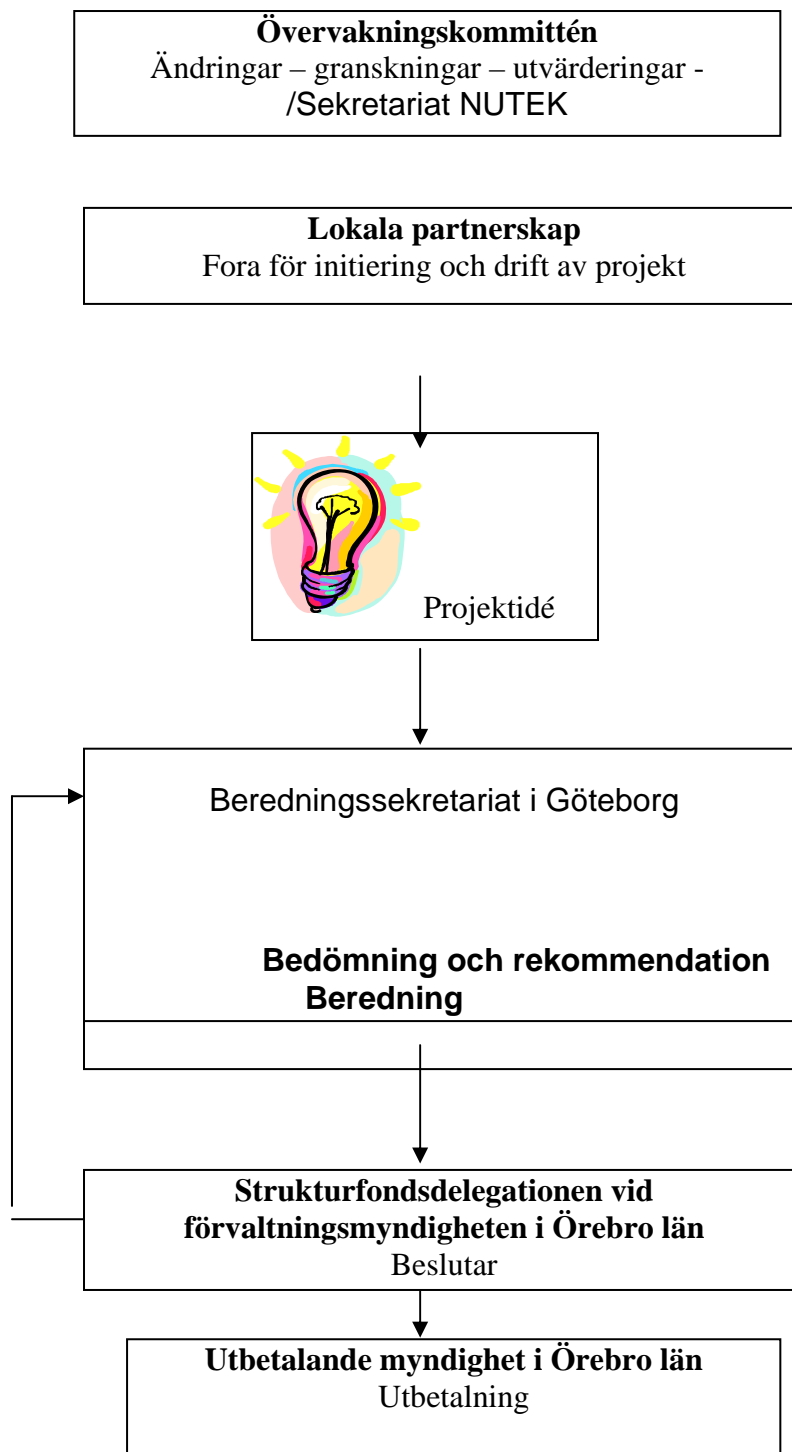 Övervakningskommittén
Ändringar – granskningar – utvärderingar -
/Sekretariat NUTEK
Lokala partnerskap
Fora för initiering och drift av projekt
Projektidé
Beredningssekretariat i Göteborg
Bedömning och rekommendation
Beredning
Strukturfondsdelegationen vid
förvaltningsmyndigheten i Örebro län
Beslutar
Utbetalande myndighet i Örebro län
Utbetalning